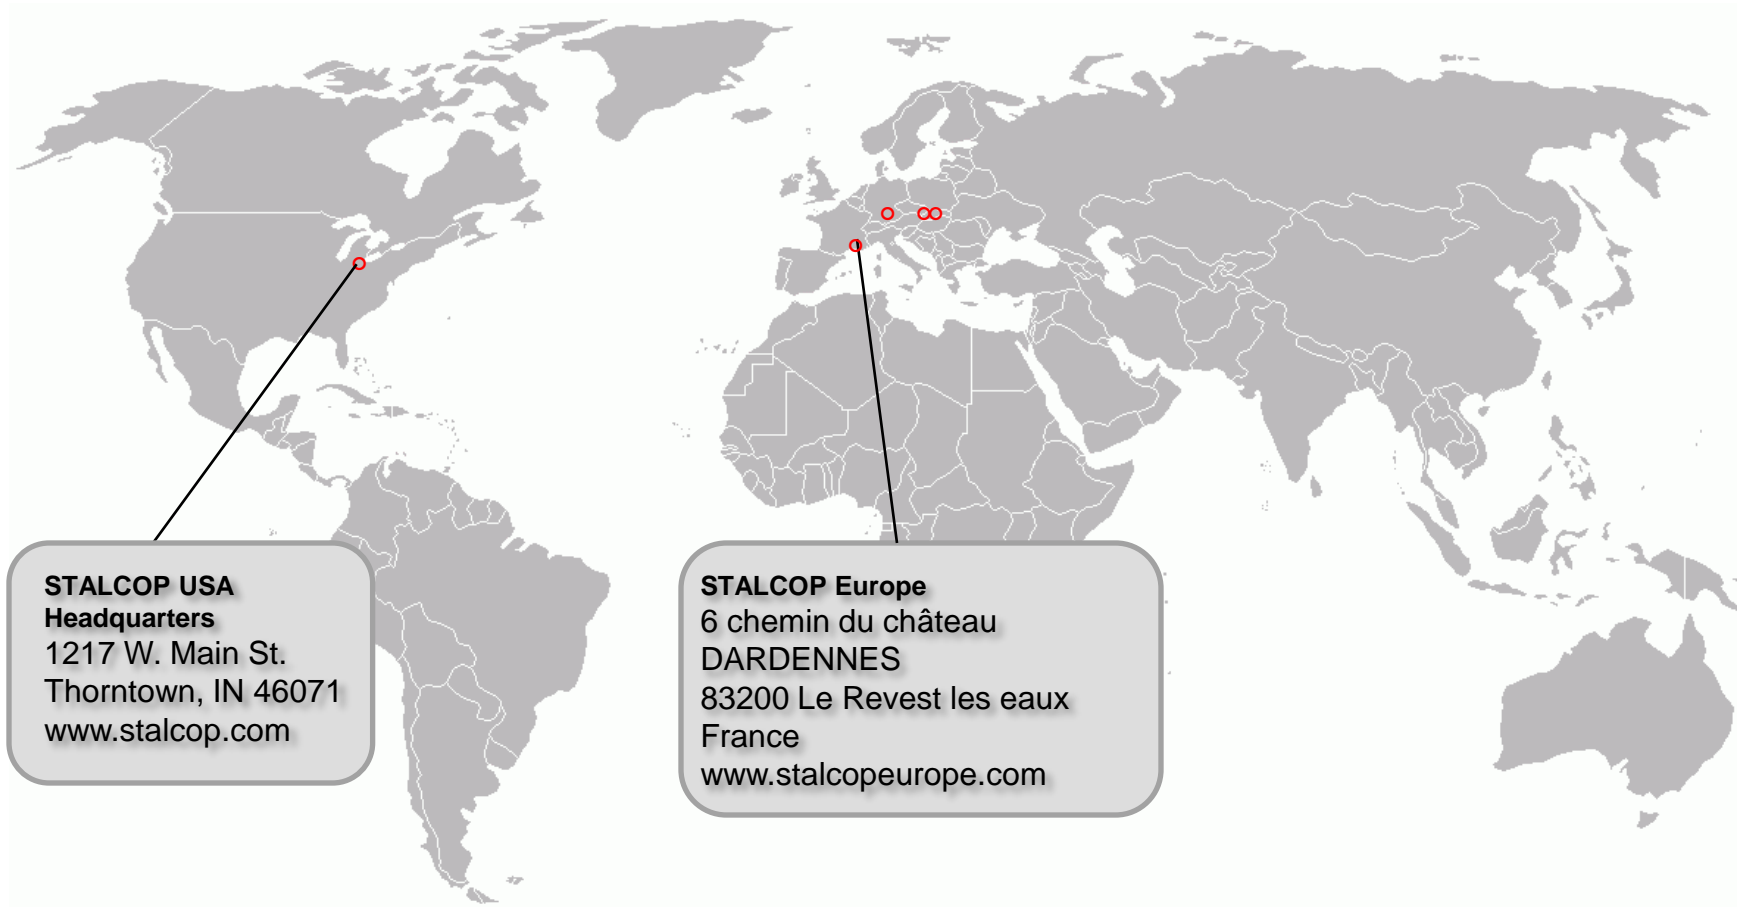 STALCOP USA
Headquarters
1217 W. Main St.
Thorntown, IN 46071
www.stalcop.com
STALCOP Europe
6 chemin du château
DARDENNES
83200 Le Revest les eaux
France
www.stalcopeurope.com